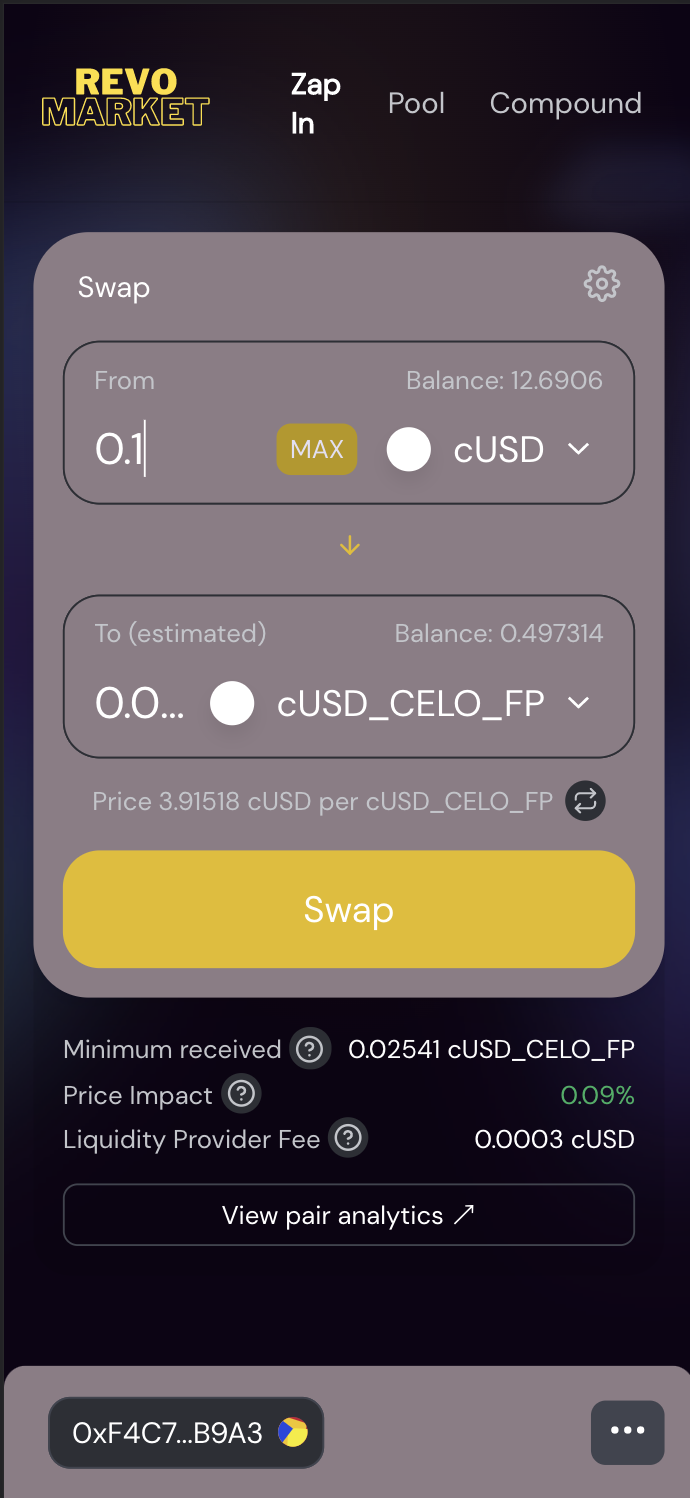 REVO
MARKET
Zap
In
Pool
Compound
Swap
From
Balance: 12.6906
0.1
MAX
cUSD
To (estimated)
Balance: 0.497314
0.0...
cUSD_CELO_FP
Price 3.91518 cUSD per cUSD_CELO_FP
Swap
Minimum received ? 0.02541 cUSD_CELO_FP
Price Impact ? 0.09%
Liquidity Provider Fee ? 0.0003 cUSD
View pair analytics ↗
0xF4C7...B9A3